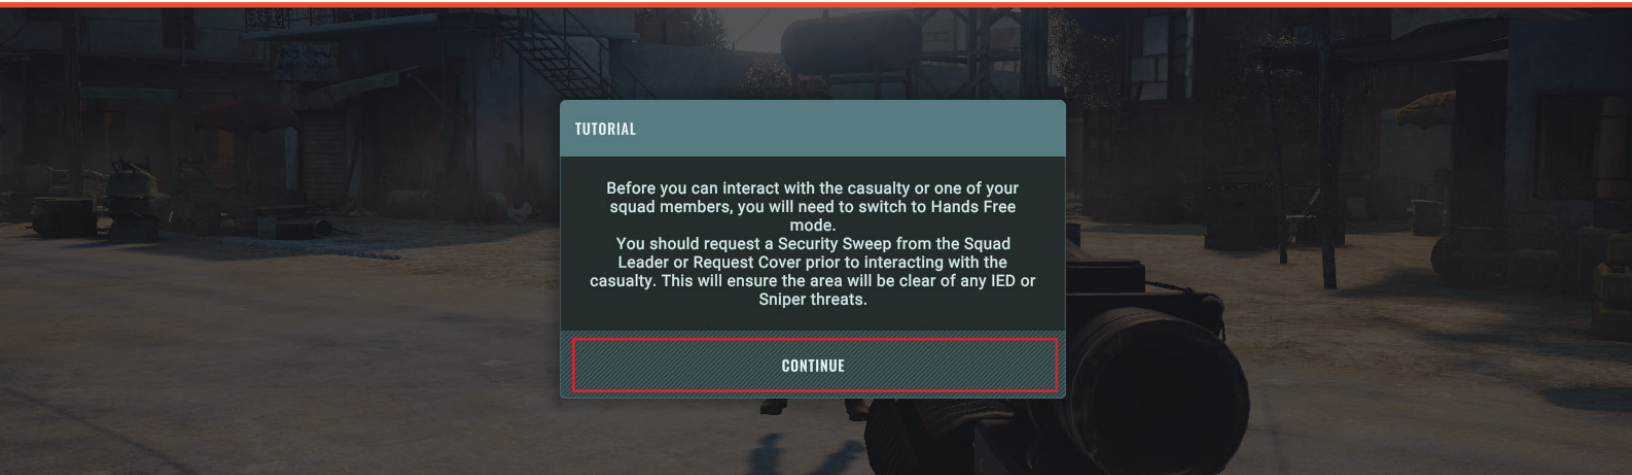 TUTORIAL
Before you can interact with the casualty or one of your
squad members, you will need to switch to Hands Free
mode.
You should request a Security Sweep from the Squad
Leader or Request Cover prior to interacting with the
casualty. This will ensure the area will be clear of any IED or
Sniper threats.
CONTINUE